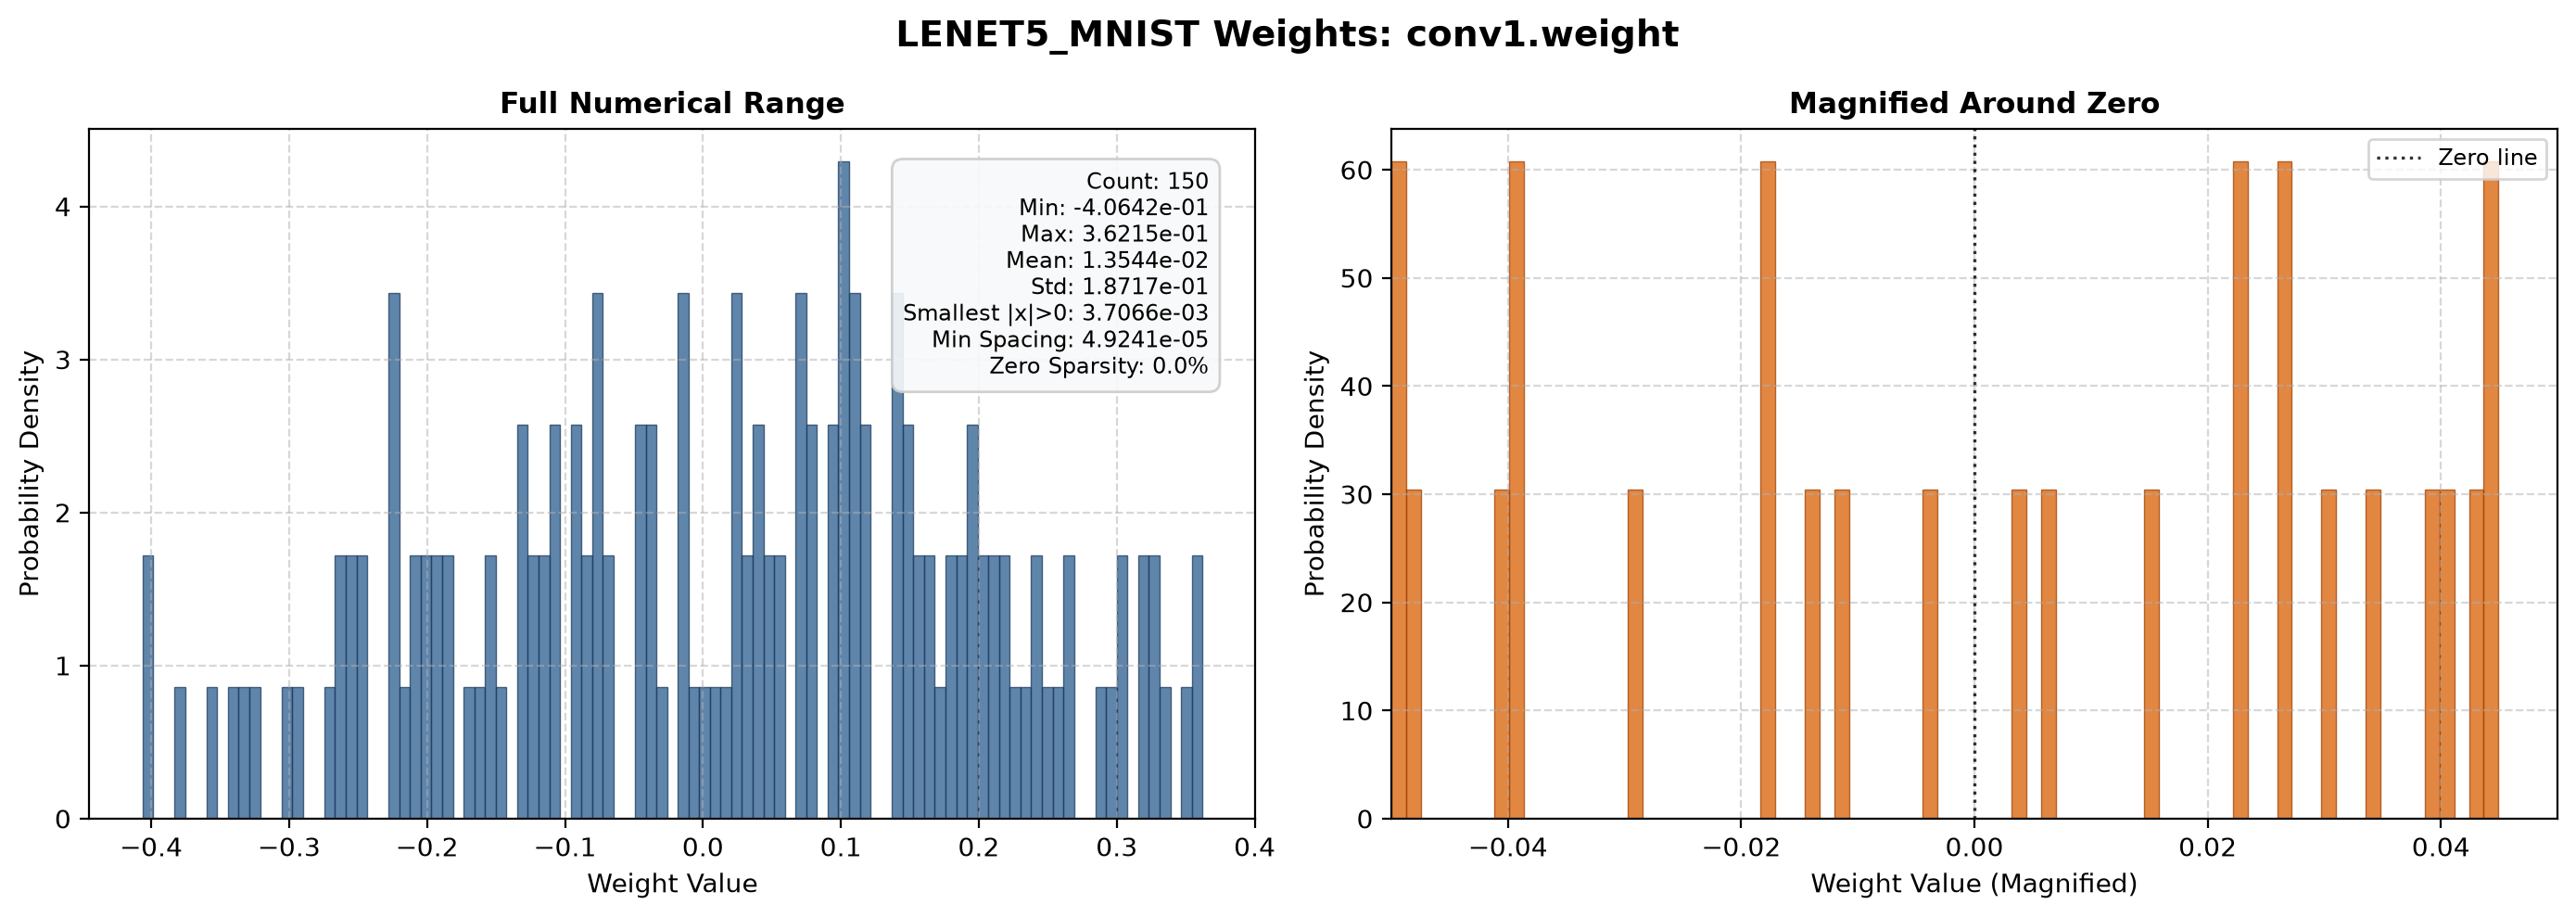 LENET5_MNIST Weights: conv1.weight
Full Numerical Range
Count: 150
Min: -4.0642e-01
Max: 3.6215e-01
Mean: 1.3544e-02
Std: 1.8717e-01
Smallest |x|>0: 3.7066e-03
Min Spacing: 4.9241e-05
Zero Sparsity: 0.0%
Probability Density
4
3
2
1
0
−0.4 −0.3 −0.2 −0.1 0.0 0.1 0.2 0.3 0.4
Weight Value
Magnified Around Zero
Zero line
Probability Density
60
50
40
30
20
10
0
−0.04 −0.02 0.00 0.02 0.04
Weight Value (Magnified)